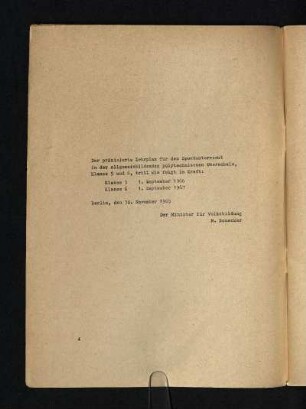 Der präzisierte Lehrplan für den Sportunterricht
in der allgemeinbildenden polytechnischen Oberschule,
Klasse 5 und 6, tritt wie folgt in Kraft:
Klasse 5 1. September 1966
Klasse 6 1. September 1967
Berlin, den November 1965
Der Minister für Volksbildung
M. Honecker